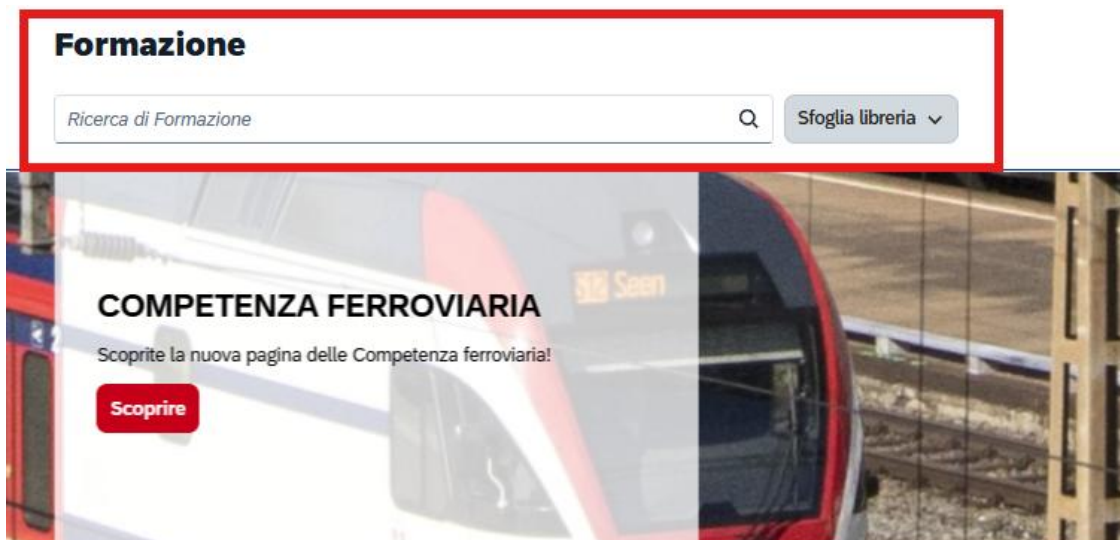 Formazione
Ricerca di Formazione
Sfoglia libreria
S12 Seen
COMPETENZA FERROVIARIA
Scoprite la nuova pagina delle Competenza ferroviaria!
Scoprire